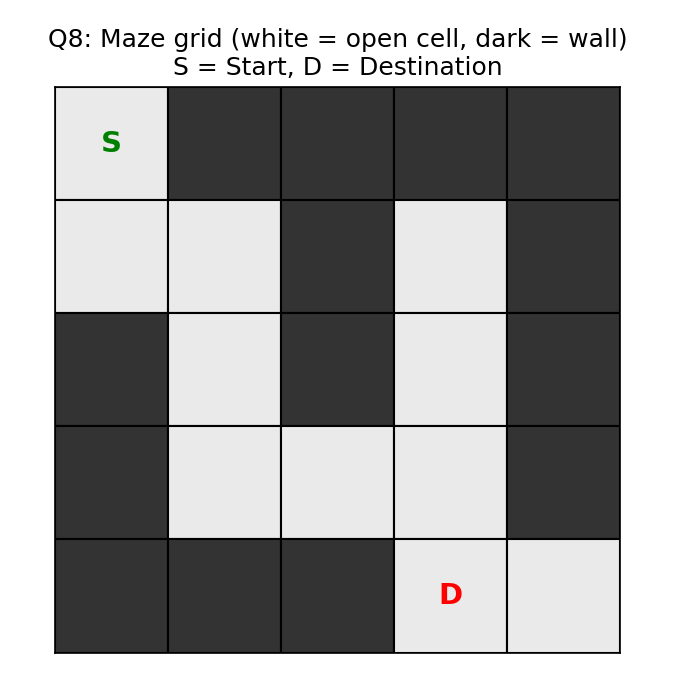 Q8: Maze grid (white = open cell, dark = wall)
S = Start, D = Destination
S
D